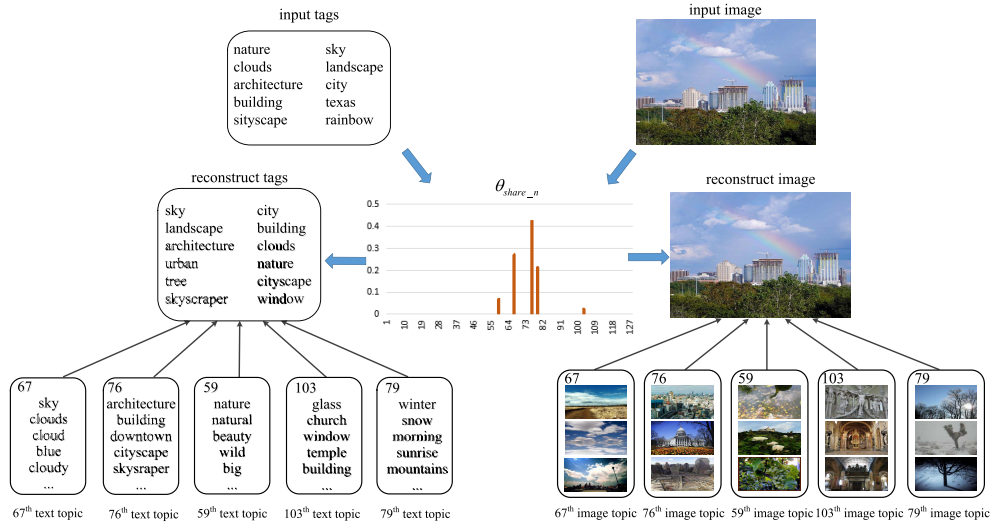 input tags
input image
nature sky
clouds landscape
architecture city
building texas
sityscape rainbow
reconstruct tags
θshare_n
reconstruct image
sky city
landscape building
architecture clouds
urban nature
tree cityscape
skyscraper window
0.5
0.4
0.3
0.2
0.1
0
1 10 19 28 37 46 55 64 73 82 91 100 109 118 127
67 76 59 103 79
sky architecture nature glass winter
clouds building natural church snow
cloud downtown beauty window morning
blue cityscape wild temple sunrise
cloudy skysraper big building mountains
... ... ... ... ...
67th text topic 76th text topic 59th text topic 103th text topic 79th text topic
67 76 59 103 79
67th image topic 76th image topic 59th image topic 103th image topic 79th image topic